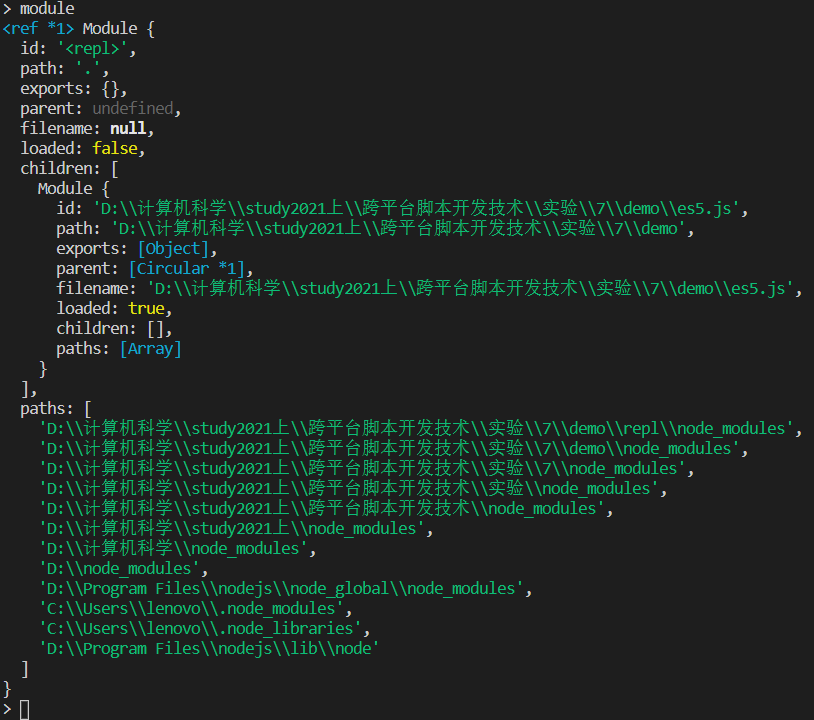 > module
<ref *1> Module {
  id: '<repl>',
  path: '.',
  exports: {},
  parent: undefined,
  filename: null,
  loaded: false,
  children: [
    Module {
      id: 'D:\\计算机科学\\study2021上\\跨平台脚本开发技术\\实验\\7\\demo\\es5.js',
      path: 'D:\\计算机科学\\study2021上\\跨平台脚本开发技术\\实验\\7\\demo',
      exports: [Object],
      parent: [Circular *1],
      filename: 'D:\\计算机科学\\study2021上\\跨平台脚本开发技术\\实验\\7\\demo\\es5.js',
      loaded: true,
      children: [],
      paths: [Array]
    }
  ],
  paths: [
    'D:\\计算机科学\\study2021上\\跨平台脚本开发技术\\实验\\7\\demo\\repl\\node_modules',
    'D:\\计算机科学\\study2021上\\跨平台脚本开发技术\\实验\\7\\demo\\node_modules',
    'D:\\计算机科学\\study2021上\\跨平台脚本开发技术\\实验\\7\\node_modules',
    'D:\\计算机科学\\study2021上\\跨平台脚本开发技术\\实验\\node_modules',
    'D:\\计算机科学\\study2021上\\跨平台脚本开发技术\\node_modules',
    'D:\\计算机科学\\study2021上\\node_modules',
    'D:\\计算机科学\\node_modules',
    'D:\\node_modules',
    'D:\\Program Files\\nodejs\\node_global\\node_modules',
    'C:\\Users\\lenovo\\.node_modules',
    'C:\\Users\\lenovo\\.node_libraries',
    'D:\\Program Files\\nodejs\\lib\\node'
  ]
}
>